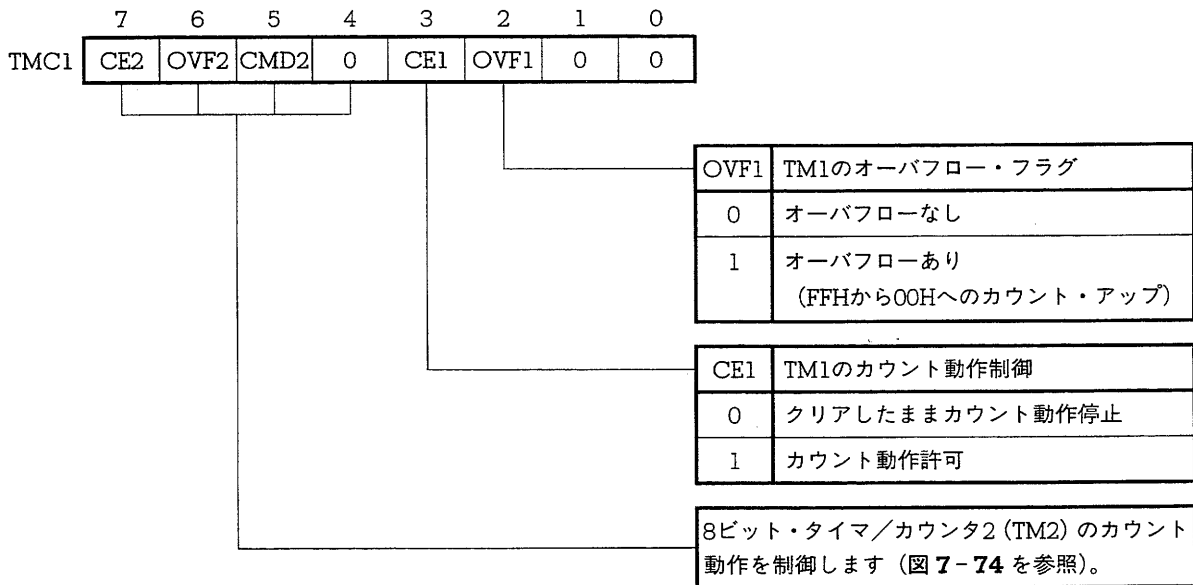 7 6 5 4 3 2 1 0
TMC1 CE2 OVF2 CMD2 0 CE1 OVF1 0 0
OVF1 TM1のオーバフロー・フラグ
0 オーバフローなし
1 オーバフローあり
(FFHから00Hへのカウント・アップ)
CE1 TM1のカウント動作制御
0 クリアしたままカウント動作停止
1 カウント動作許可
8ビット・タイマ/カウンタ2 (TM2) のカウント
動作を制御します (図 7-74 を参照)。